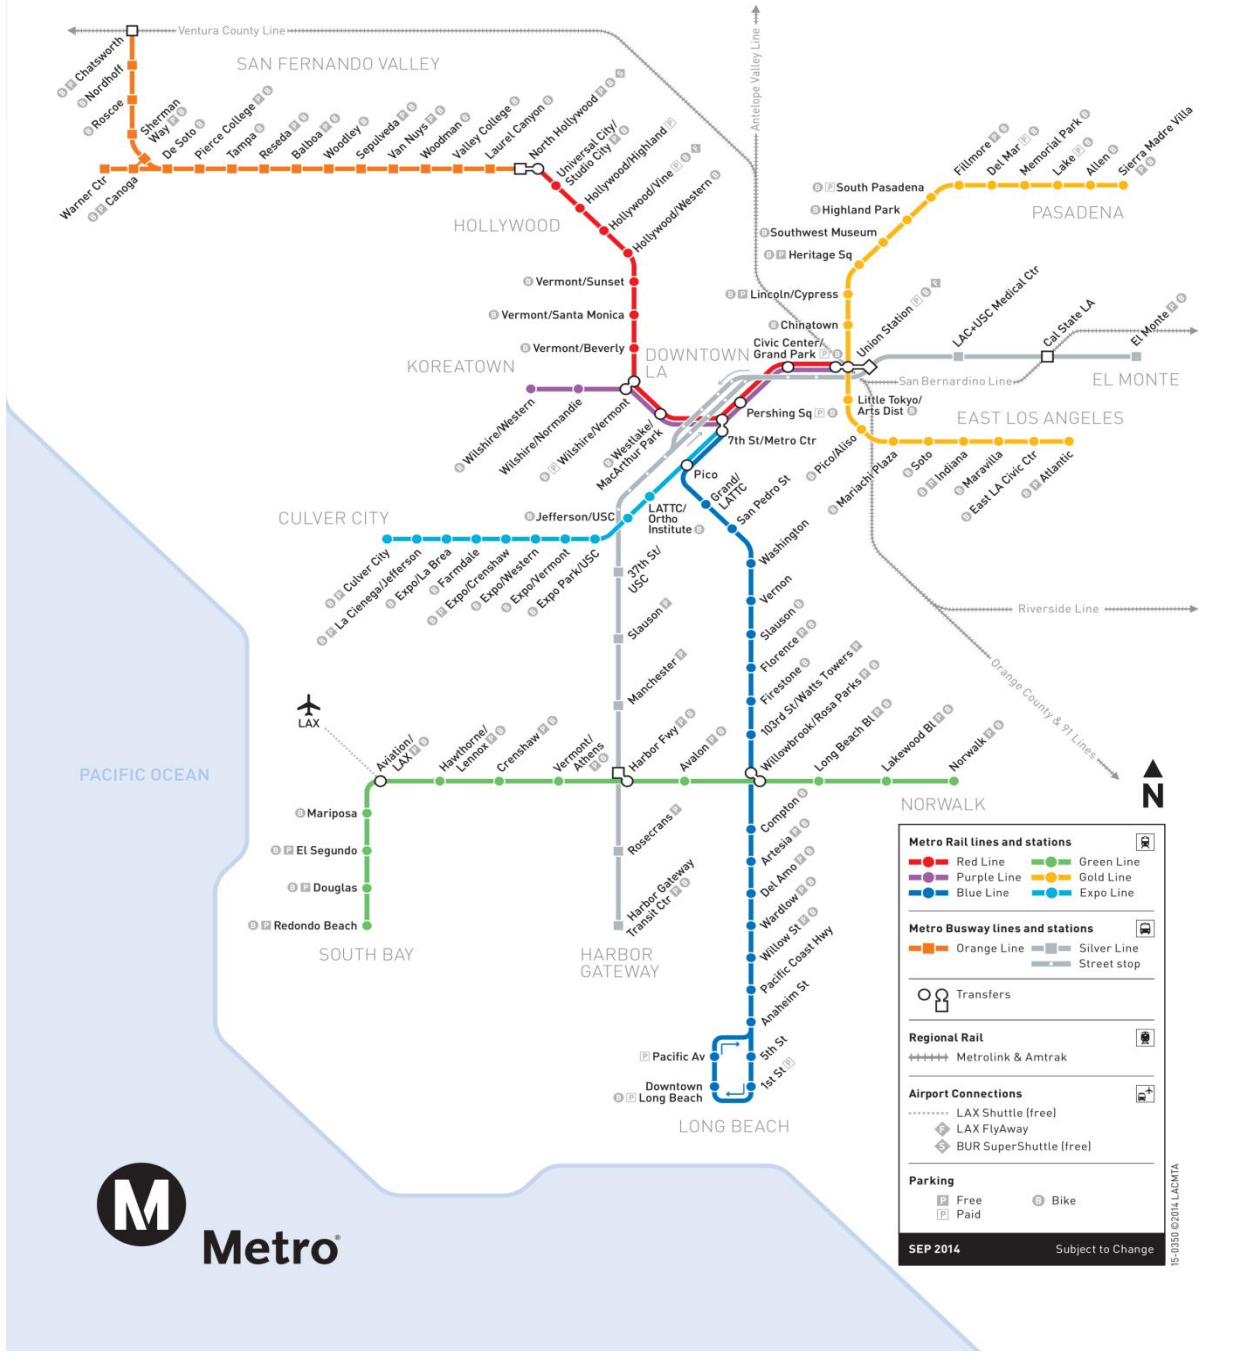 Ventura County Line
SAN FERNANDO VALLEY
Antelope Valley Line
Chatsworth
Nordhoff
Roscoe
Sherman
Way
Warner Ctr
Canoga
De Soto
Pierce College
Tampa
Reseda
Balboa
Woodley
Sepulveda
Van Nuys
Woodman
Valley College
Laurel Canyon
North Hollywood
Universal City/
Studio City
Hollywood/Highland
Hollywood/Vine
Hollywood/Western
HOLLYWOOD
Vermont/Sunset
Vermont/Santa Monica
Vermont/Beverly
KOREATOWN
DOWNTOWN
LA
Wilshire/Western
Wilshire/Normandie
Wilshire/Vermont
Westlake/
MacArthur Park
Civic Center/
Grand Park
Pershing Sq
7th St/Metro Ctr
Union Station
Fillmore
Del Mar
Memorial Park
Lake
Allen
Sierra Madre Villa
PASADENA
South Pasadena
Highland Park
Southwest Museum
Heritage Sq
Lincoln/Cypress
Chinatown
LAC+USC Medical Ctr
Cal State LA
El Monte
San Bernardino Line
EL MONTE
Little Tokyo/
Arts Dist
EAST LOS ANGELES
Pico/Aliso
Mariachi Plaza
Soto
Indiana
Maravilla
East LA Civic Ctr
Atlantic
Pico
Grand/
LATTC
San Pedro St
Washington
Vernon
Slauson
Florence
Firestone
103rd St/Watts Towers
Willowbrook/Rosa Parks
CULVER CITY
Jefferson/USC
LATTC/
Ortho
Institute
Culver City
La Cienega/Jefferson
Expo/La Brea
Farmdale
Expo/Crenshaw
Expo/Western
Expo/Vermont
Expo Park/USC
37th St/
USC
Slauson
Manchester
Riverside Line
Orange County & 91 Lines
LAX
Aviation/
LAX
Hawthorne/
Lennox
Crenshaw
Vermont/
Athens
Harbor Fwy
Avalon
Long Beach Bl
Lakewood Bl
Norwalk
NORWALK
PACIFIC OCEAN
Mariposa
El Segundo
Douglas
Redondo Beach
SOUTH BAY
Rosecrans
Harbor Gateway
Transit Ctr
HARBOR
GATEWAY
Compton
Artesia
Del Amo
Wardlow
Willow St
Pacific Coast Hwy
Anaheim St
5th St
1st St
Pacific Av
Downtown
Long Beach
LONG BEACH
N
Metro Rail lines and stations
Red Line
Green Line
Purple Line
Gold Line
Blue Line
Expo Line
Metro Busway lines and stations
Orange Line
Silver Line
Street stop
Transfers
Regional Rail
Metrolink & Amtrak
Airport Connections
LAX Shuttle (free)
F LAX FlyAway
S BUR SuperShuttle (free)
Parking
P Free
B Bike
P Paid
SEP 2014
Subject to Change
15-0350 ©2014 LACMTA
M
Metro